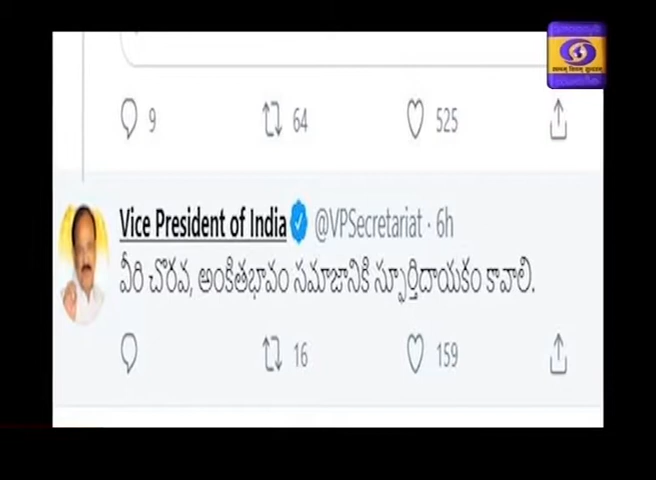 9 64 525
Vice President of India @VPSecretariat · 6h
వీరి చొరవ, అంకితభావం సమాజానికి స్ఫూర్తిదాయకం కావాలి.
16 159